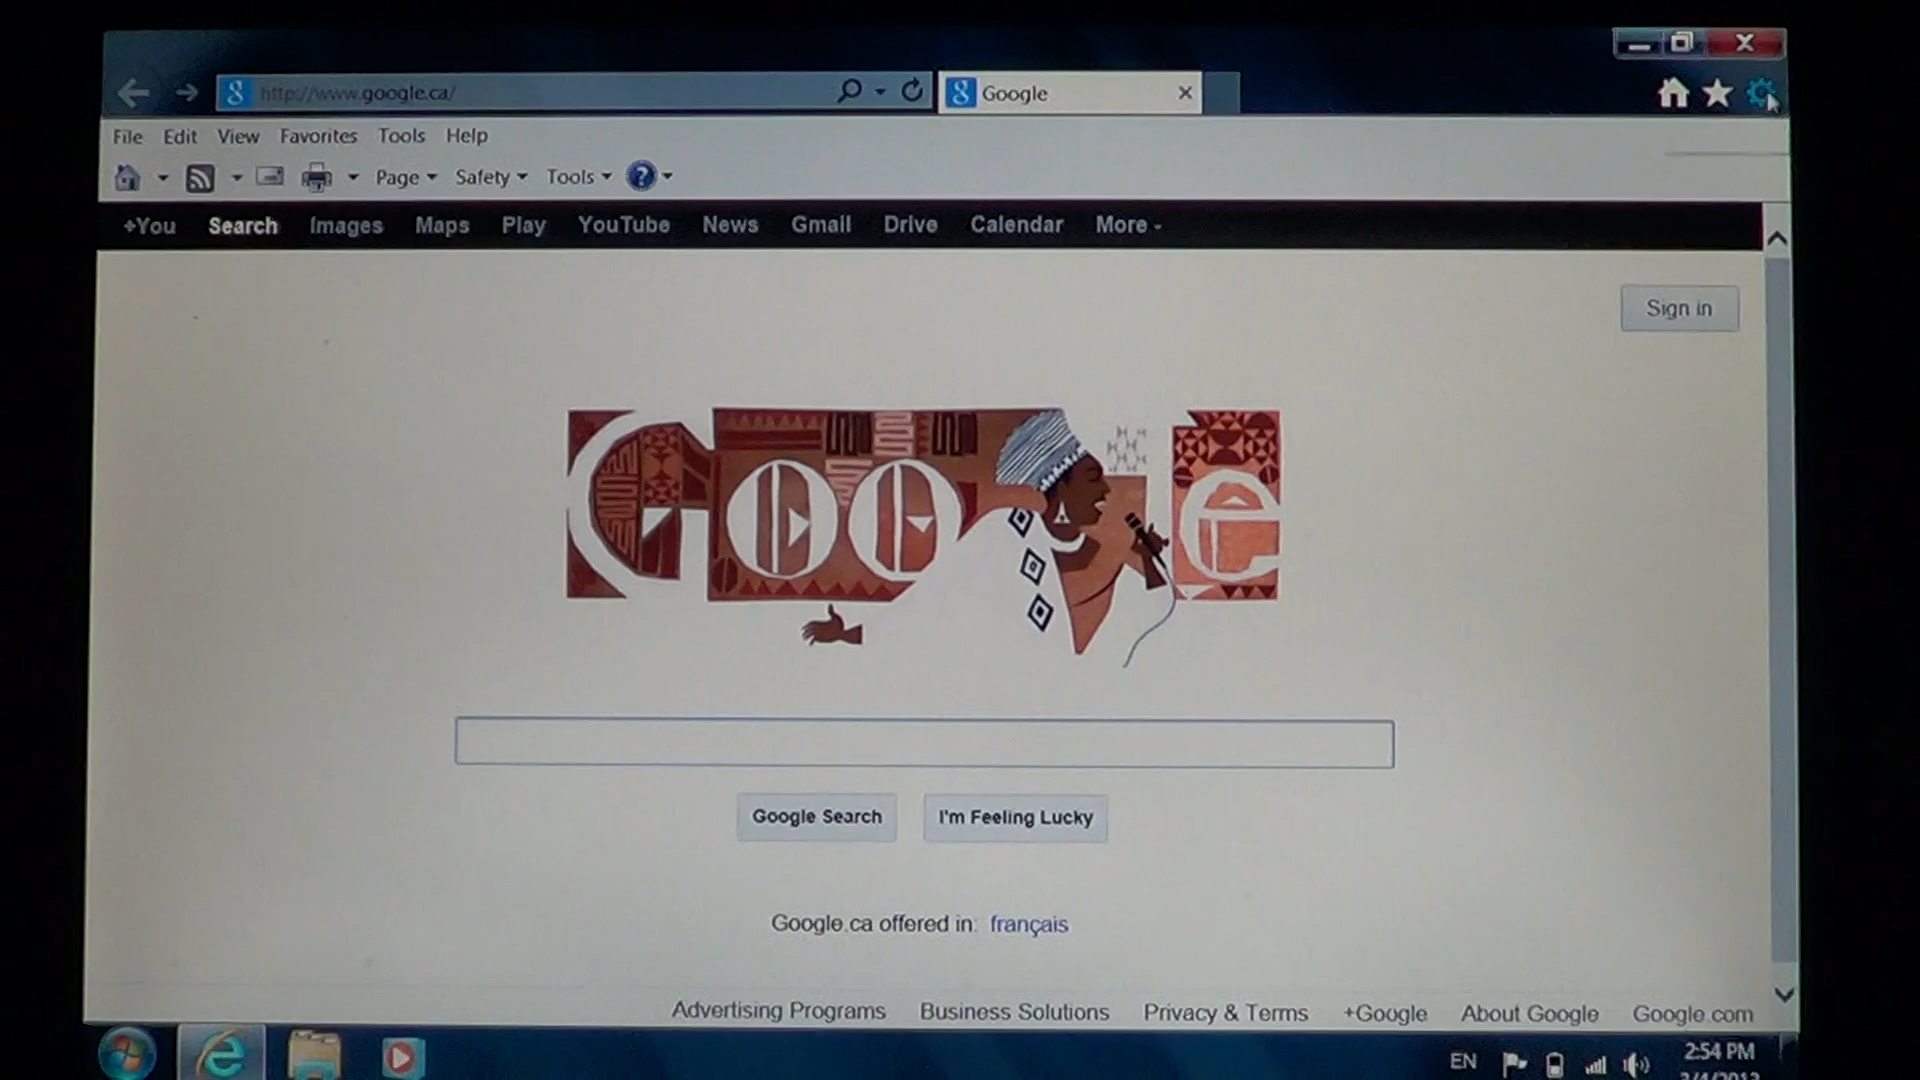 http://www.google.ca/
Google
File Edit View Favorites Tools Help
Page Safety Tools
+You Search Images Maps Play YouTube News Gmail Drive Calendar More
Sign in
Google
Google Search I'm Feeling Lucky
Google.ca offered in: français
Advertising Programs Business Solutions Privacy & Terms +Google About Google Google.com
EN 2:54 PM